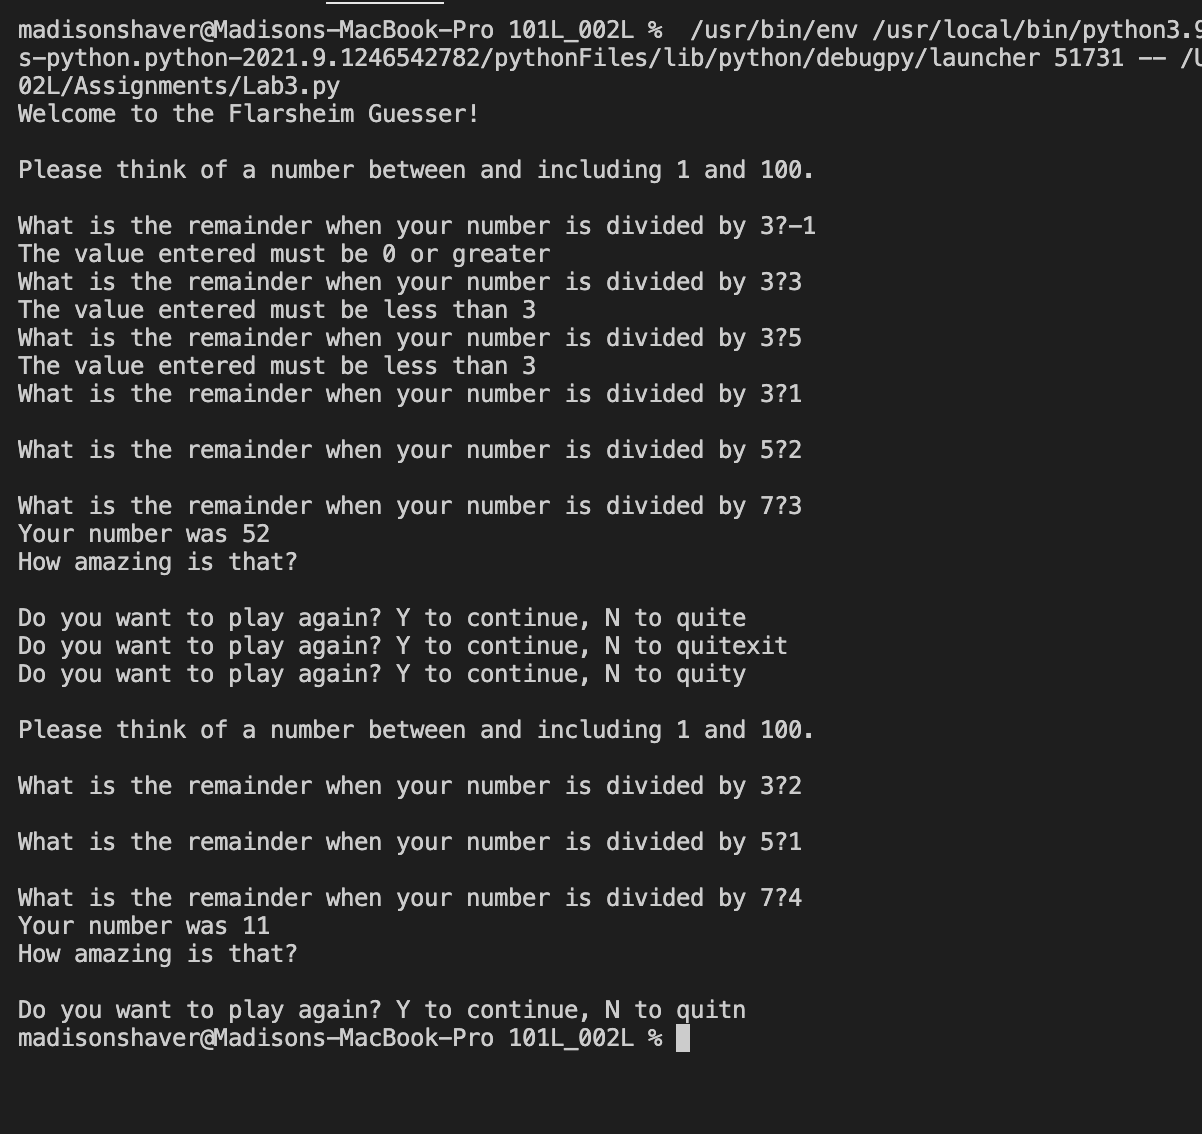 madisonshaver@Madisons-MacBook-Pro 101L_002L %  /usr/bin/env /usr/local/bin/python3.9
s-python.python-2021.9.1246542782/pythonFiles/lib/python/debugpy/launcher 51731 -- /U
02L/Assignments/Lab3.py
Welcome to the Flarsheim Guesser!
Please think of a number between and including 1 and 100.
What is the remainder when your number is divided by 3?-1
The value entered must be 0 or greater
What is the remainder when your number is divided by 3?3
The value entered must be less than 3
What is the remainder when your number is divided by 3?5
The value entered must be less than 3
What is the remainder when your number is divided by 3?1
What is the remainder when your number is divided by 5?2
What is the remainder when your number is divided by 7?3
Your number was 52
How amazing is that?
Do you want to play again? Y to continue, N to quite
Do you want to play again? Y to continue, N to quitexit
Do you want to play again? Y to continue, N to quity
Please think of a number between and including 1 and 100.
What is the remainder when your number is divided by 3?2
What is the remainder when your number is divided by 5?1
What is the remainder when your number is divided by 7?4
Your number was 11
How amazing is that?
Do you want to play again? Y to continue, N to quitn
madisonshaver@Madisons-MacBook-Pro 101L_002L %